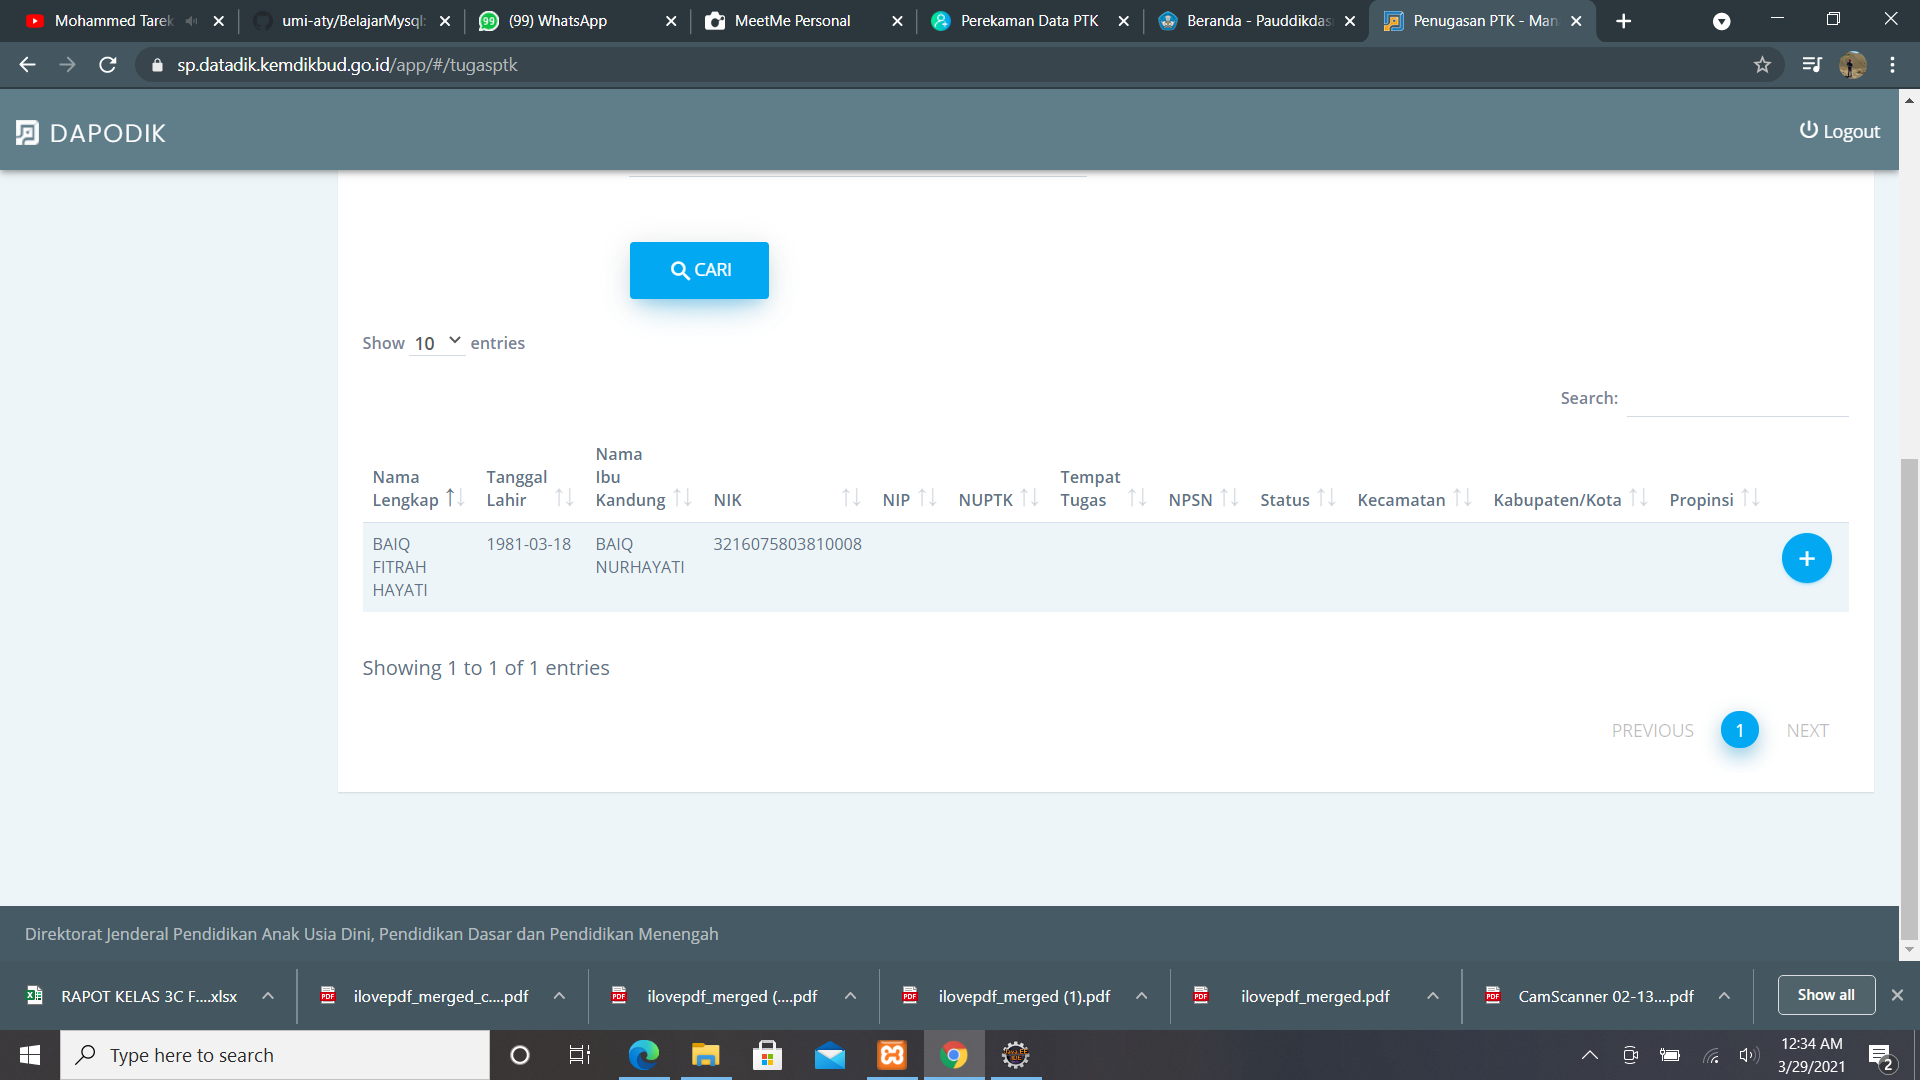 Mohammed Tarek
umi-aty/BelajarMysql:
(99) WhatsApp
MeetMe Personal
Perekaman Data PTK
Beranda - Pauddikdas
Penugasan PTK - Man
sp.datadik.kemdikbud.go.id/app/#/tugasptk
DAPODIK
Logout
CARI
Show 10 entries
Search:
Nama Lengkap
Tanggal Lahir
Nama Ibu Kandung
NIK
NIP
NUPTK
Tempat Tugas
NPSN
Status
Kecamatan
Kabupaten/Kota
Propinsi
BAIQ FITRAH HAYATI
1981-03-18
BAIQ NURHAYATI
3216075803810008
Showing 1 to 1 of 1 entries
PREVIOUS 1 NEXT
Direktorat Jenderal Pendidikan Anak Usia Dini, Pendidikan Dasar dan Pendidikan Menengah
RAPOT KELAS 3C F....xlsx
ilovepdf_merged_c....pdf
ilovepdf_merged (....pdf
ilovepdf_merged (1).pdf
ilovepdf_merged.pdf
CamScanner 02-13....pdf
Show all
Type here to search
12:34 AM
3/29/2021
2